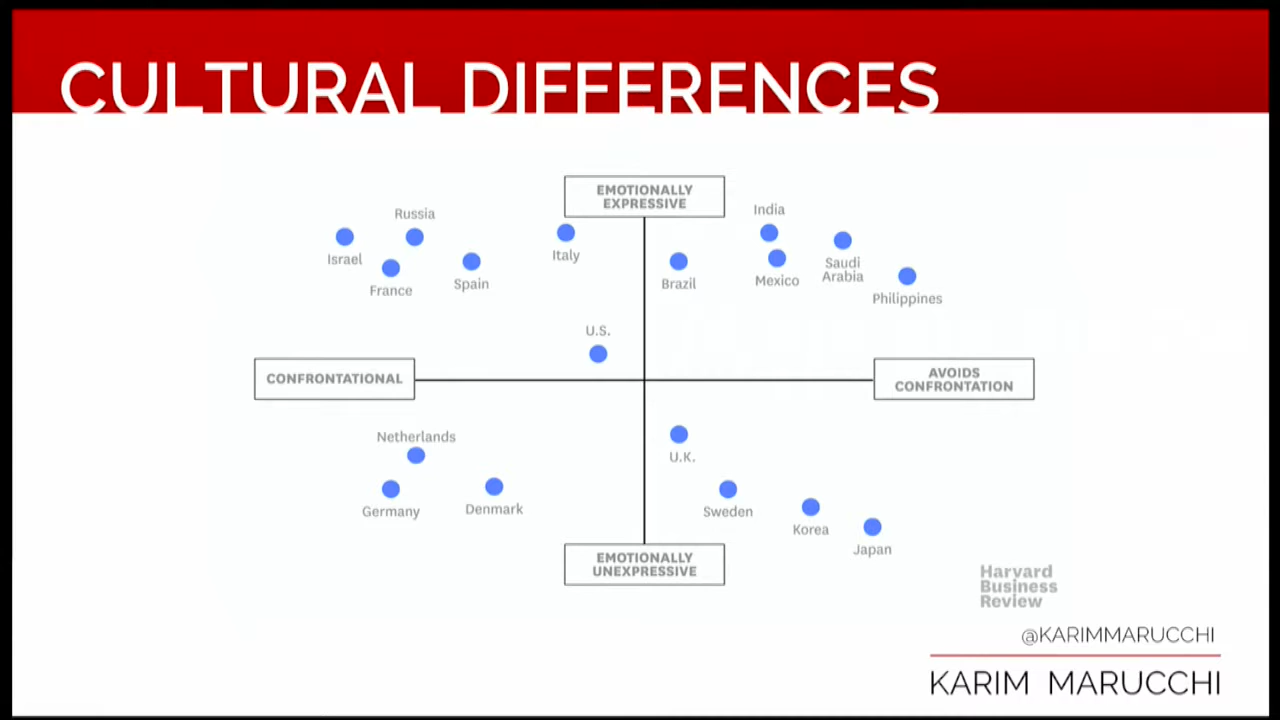 CULTURAL DIFFERENCES
EMOTIONALLY
EXPRESSIVE
India
Russia
Israel
Italy
Saudi
Arabia
France
Spain
Brazil
Mexico
Philippines
U.S.
CONFRONTATIONAL
AVOIDS
CONFRONTATION
Netherlands
U.K.
Germany
Denmark
Sweden
Korea
Japan
EMOTIONALLY
UNEXPRESSIVE
Harvard
Business
Review
@KARIMMARUCCHI
KARIM MARUCCHI